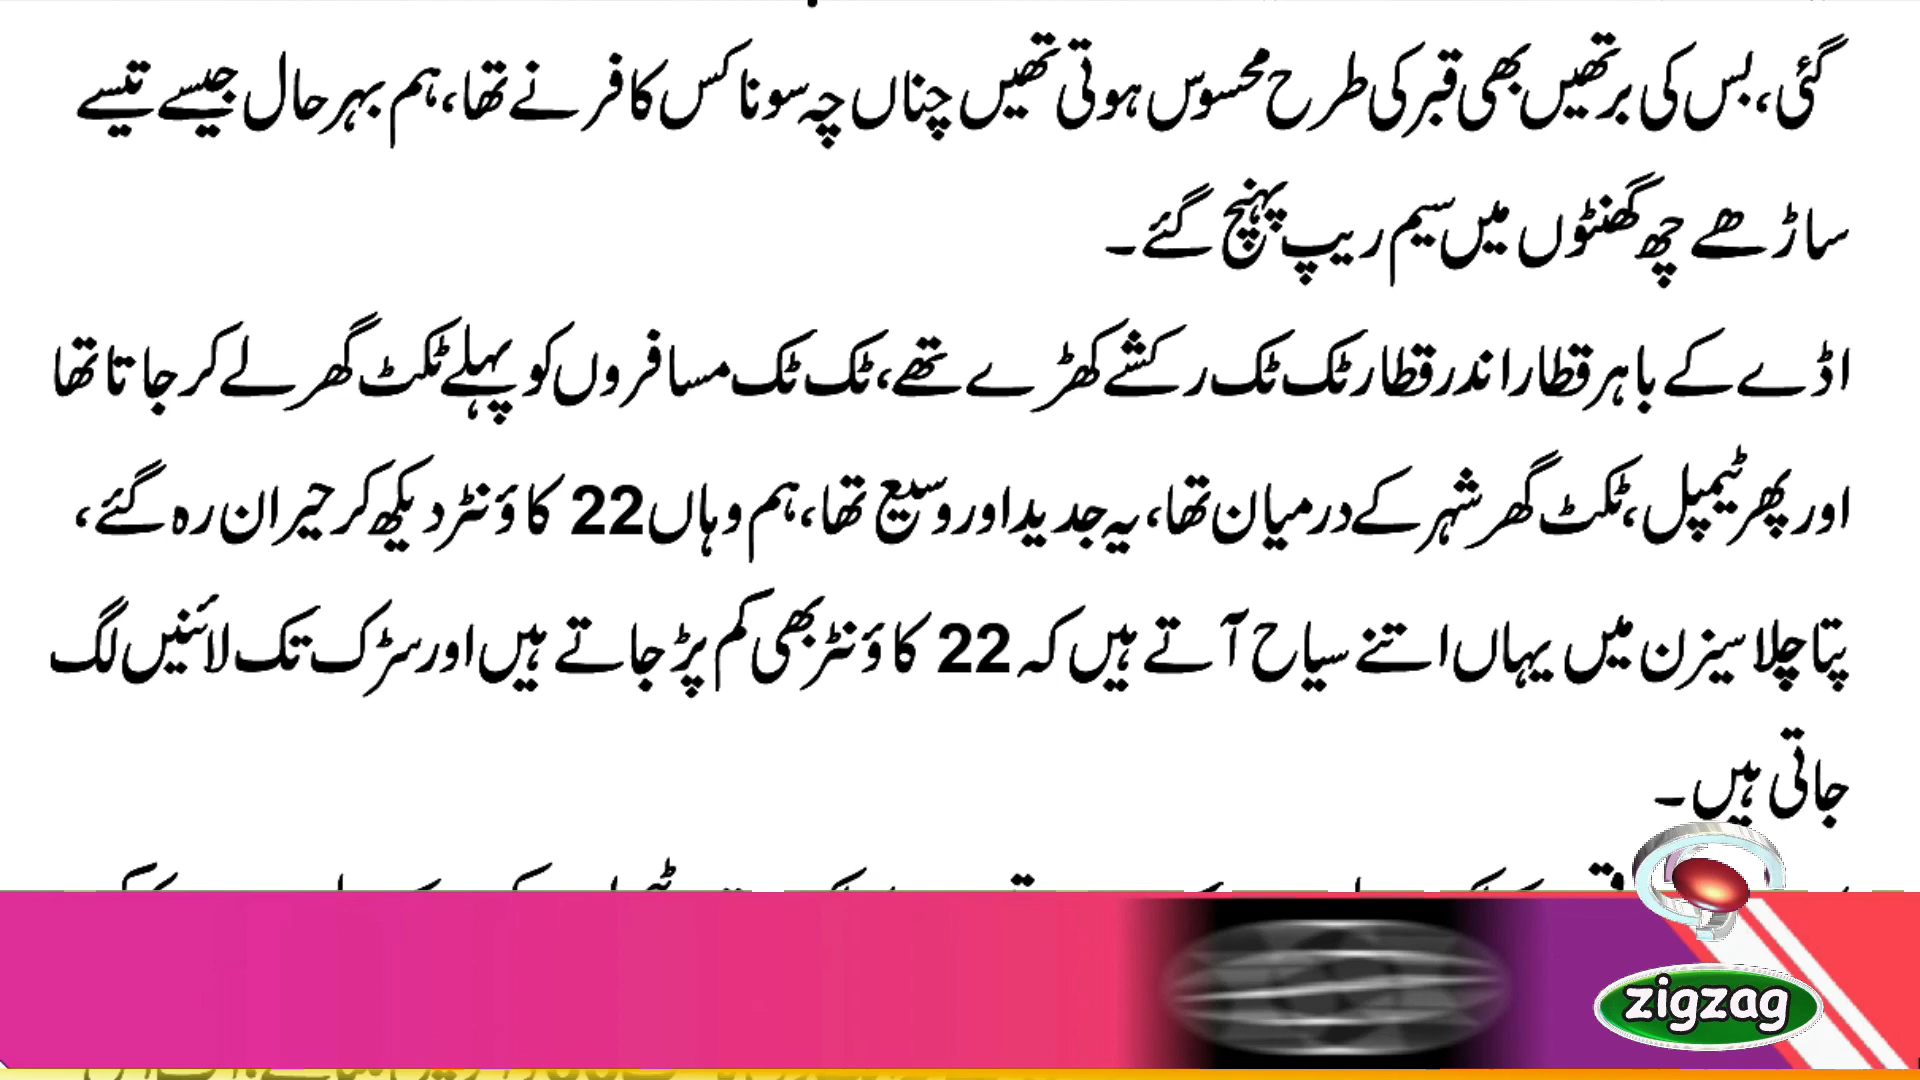 گئی، بس کی برتھیں بھی قبر کی طرح محسوس ہوتی تھیں چناں چہ سونا کس کافر نے تھا، ہم بہر حال جیسے تیسے
ساڑھے چھ گھنٹوں میں سیم ریپ پہنچ گئے۔
اڈے کے باہر قطار اندر قطار ٹک ٹک رکشے کھڑے تھے، ٹک ٹک مسافروں کو پہلے ٹکٹ گھر لے کر جاتا تھا
اور پھر ٹیمپل، ٹکٹ گھر شہر کے درمیان تھا، یہ جدید اور وسیع تھا، ہم وہاں 22 کاؤنٹر دیکھ کر حیران رہ گئے،
پتا چلا سیزن میں یہاں اتنے سیاح آتے ہیں کہ 22 کاؤنٹر بھی کم پڑ جاتے ہیں اور سڑک تک لائنیں لگ
جاتی ہیں۔
zigzag